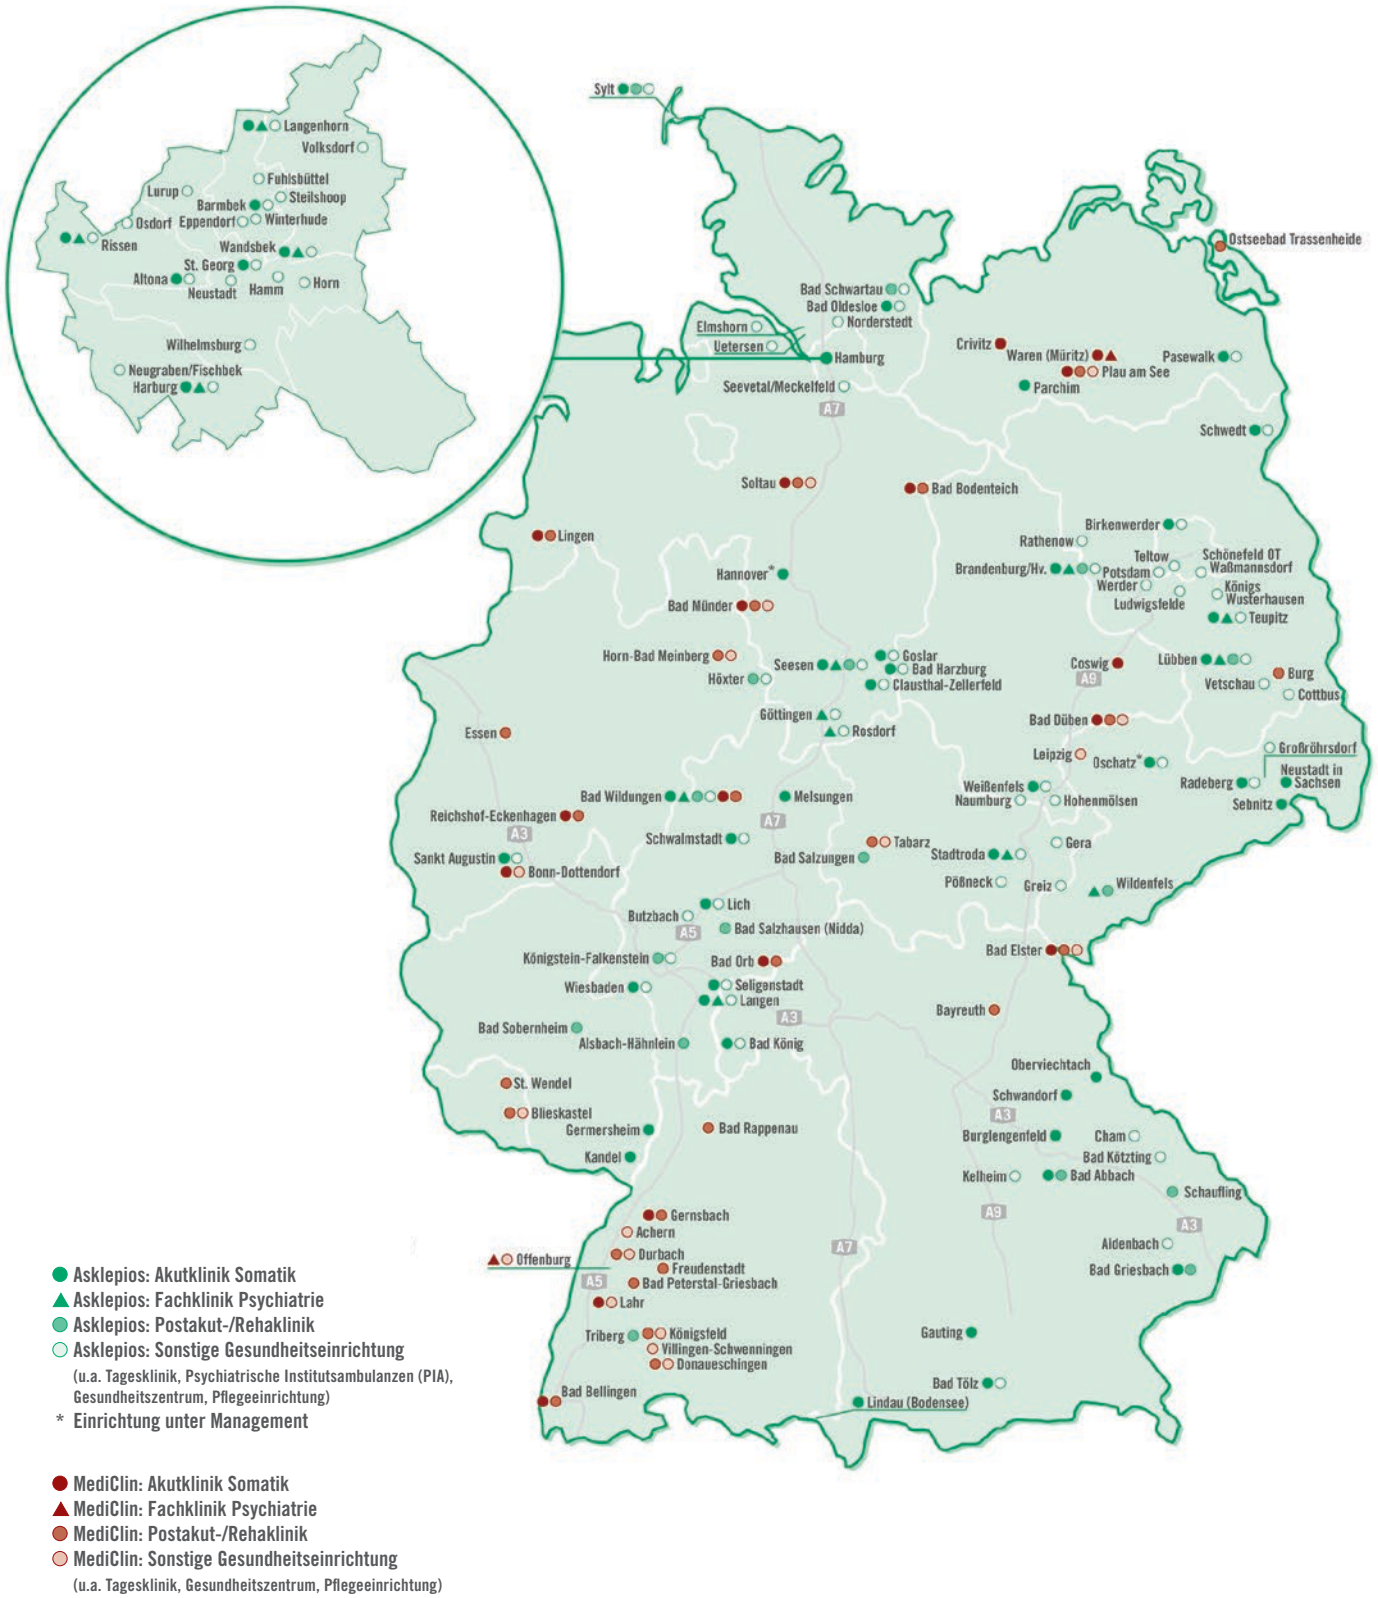 Sylt
Langenhorn
Volksdorf
Fuhlsbüttel
Lurup
Steilshoop
Barmbek
Osdorf
Eppendorf
Winterhude
Rissen
Wandsbek
St. Georg
Altona
Neustadt
Hamm
Horn
Wilhelmsburg
Neugraben/Fischbek
Harburg
Ostseebad Trassenheide
Bad Schwartau
Bad Oldesloe
Norderstedt
Elmshorn
Uetersen
Hamburg
Seevetal/Meckelfeld
A7
Crivitz
Waren (Müritz)
Plau am See
Parchim
Pasewalk
Schwedt
Soltau
Bad Bodenteich
Lingen
Birkenwerder
Rathenow
Teltow
Schönefeld OT
Waßmannsdorf
Hannover*
Brandenburg/Hv.
Potsdam
Werder
Königs
Wusterhausen
Ludwigsfelde
Bad Münder
Teupitz
Horn-Bad Meinberg
Seesen
Goslar
Bad Harzburg
Clausthal-Zellerfeld
Höxter
Coswig
A9
Lübben
Burg
Vetschau
Cottbus
Göttingen
Rosdorf
Bad Düben
Essen
Leipzig
Oschatz*
Großröhrsdorf
Neustadt in
Sachsen
Radeberg
Sebnitz
Weißenfels
Naumburg
Hohenmölsen
Bad Wildungen
Melsungen
Reichshof-Eckenhagen
A3
A7
Schwalmstadt
Tabarz
Bad Salzungen
Stadtroda
Gera
Sankt Augustin
Bonn-Dottendorf
Pößneck
Greiz
Wildenfels
Lich
Butzbach
A5
Bad Salzhausen (Nidda)
Bad Elster
Königstein-Falkenstein
Bad Orb
Wiesbaden
Seligenstadt
Langen
A3
Bayreuth
Bad Sobernheim
Alsbach-Hähnlein
Bad König
Oberviechtach
St. Wendel
Schwandorf
Blieskastel
A3
Germersheim
Bad Rappenau
Burglengenfeld
Cham
Kandel
Bad Kötzting
Kelheim
Bad Abbach
Schaufling
Gernsbach
A9
A3
Achern
A7
Aldenbach
Durbach
Offenburg
Freudenstadt
Bad Griesbach
A5
Bad Peterstal-Griesbach
Lahr
Triberg
Königsfeld
Villingen-Schwenningen
Donaueschingen
Gauting
Bad Tölz
Bad Bellingen
Lindau (Bodensee)
Asklepios: Akutklinik Somatik
Asklepios: Fachklinik Psychiatrie
Asklepios: Postakut-/Rehaklinik
Asklepios: Sonstige Gesundheitseinrichtung
(u.a. Tagesklinik, Psychiatrische Institutsambulanzen (PIA),
Gesundheitszentrum, Pflegeeinrichtung)
* Einrichtung unter Management
MediClin: Akutklinik Somatik
MediClin: Fachklinik Psychiatrie
MediClin: Postakut-/Rehaklinik
MediClin: Sonstige Gesundheitseinrichtung
(u.a. Tagesklinik, Gesundheitszentrum, Pflegeeinrichtung)